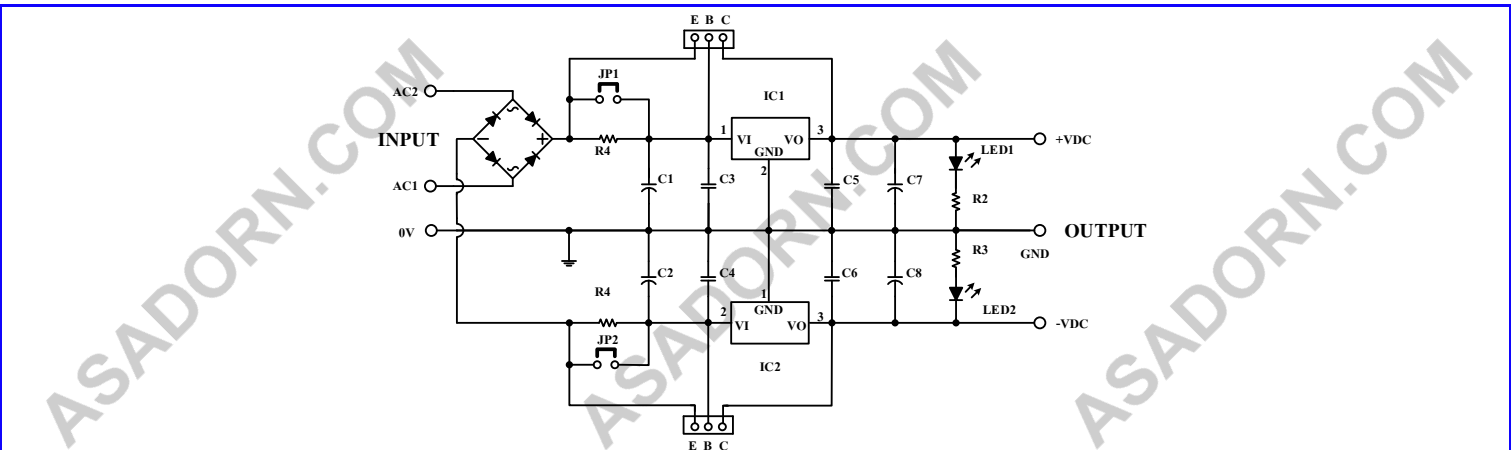 E B C
JP1
AC2
IC1
INPUT
1 VI VO 3
GND
2
+VDC
LED1
R4
C1 C3 C5 C7
AC1
R2
0V
OUTPUT
GND
R3
C2 C4 C6 C8
R4
1
GND
2 VI VO 3
LED2
-VDC
JP2
IC2
E B C
ASADORN.COM
ASADORN.COM
ASADORN.COM